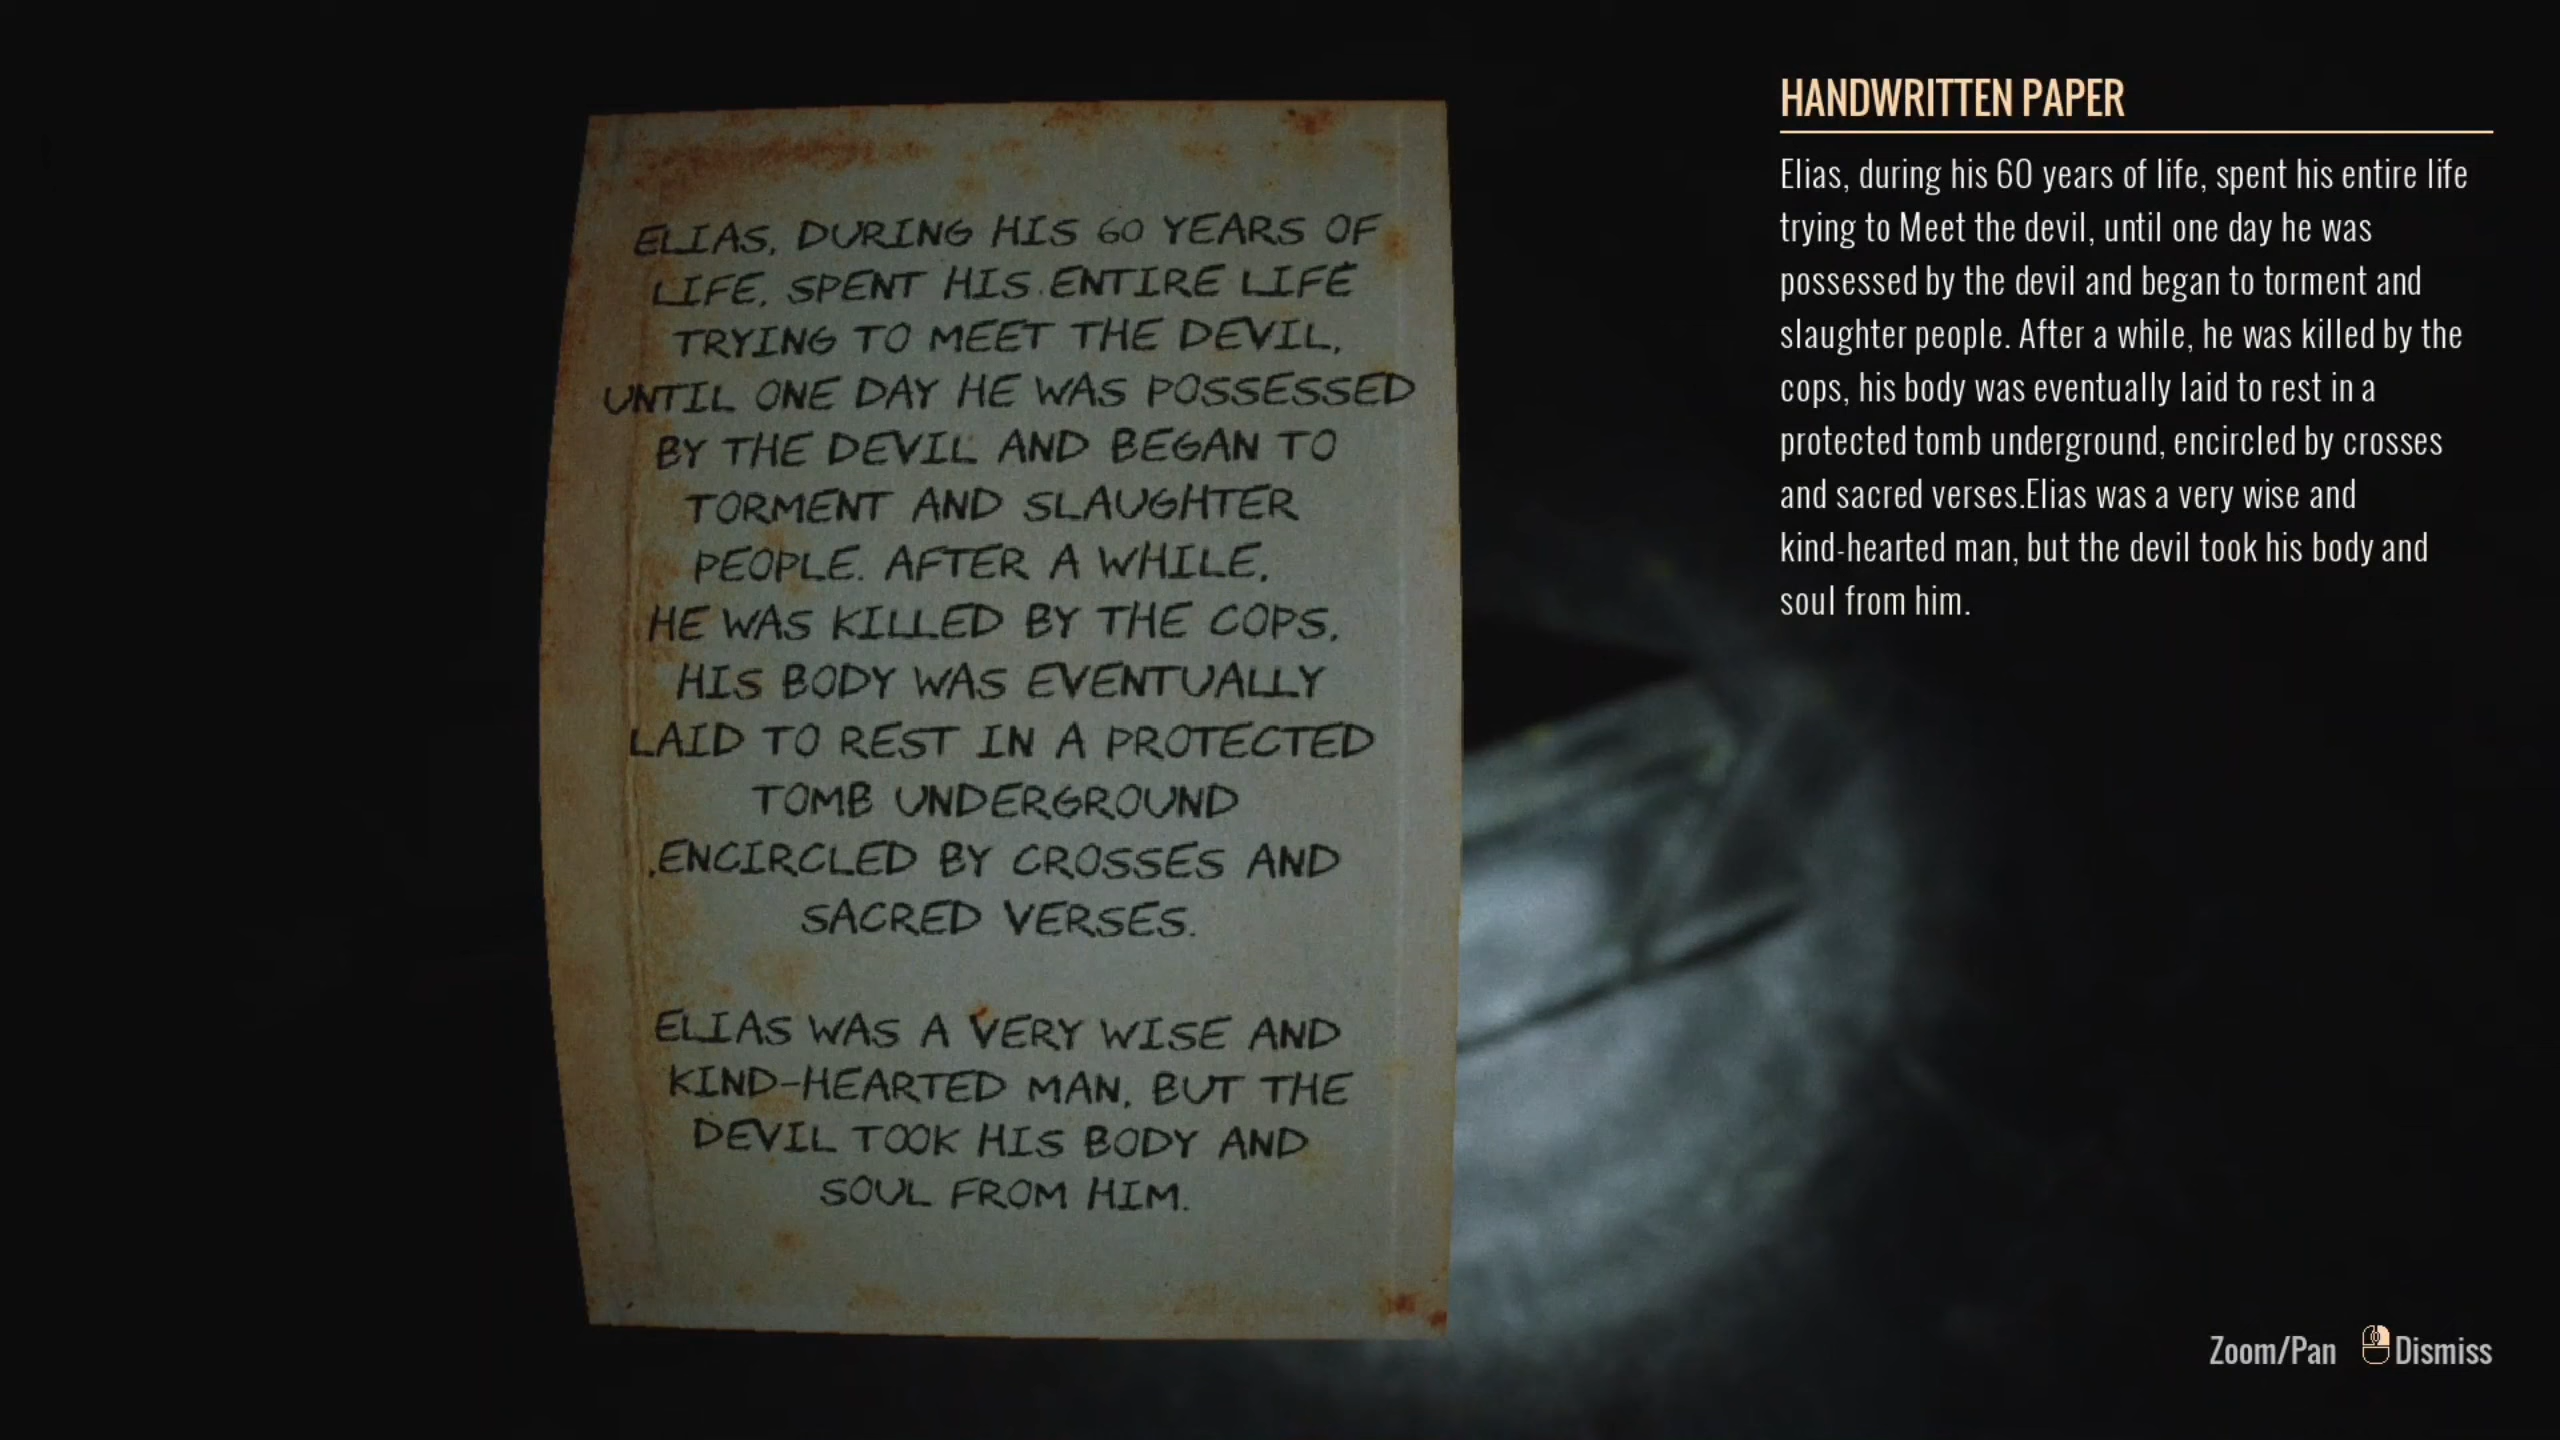 ELIAS, DURING HIS 60 YEARS OF
LIFE, SPENT HIS ENTIRE LIFE
TRYING TO MEET THE DEVIL,
UNTIL ONE DAY HE WAS POSSESSED
BY THE DEVIL AND BEGAN TO
TORMENT AND SLAUGHTER
PEOPLE. AFTER A WHILE,
HE WAS KILLED BY THE COPS,
HIS BODY WAS EVENTUALLY
LAID TO REST IN A PROTECTED
TOMB UNDERGROUND
,ENCIRCLED BY CROSSES AND
SACRED VERSES.
ELIAS WAS A VERY WISE AND
KIND-HEARTED MAN, BUT THE
DEVIL TOOK HIS BODY AND
SOUL FROM HIM.
HANDWRITTEN PAPER
Elias, during his 60 years of life, spent his entire life
trying to Meet the devil, until one day he was
possessed by the devil and began to torment and
slaughter people. After a while, he was killed by the
cops, his body was eventually laid to rest in a
protected tomb underground, encircled by crosses
and sacred verses.Elias was a very wise and
kind-hearted man, but the devil took his body and
soul from him.
Zoom/Pan Dismiss